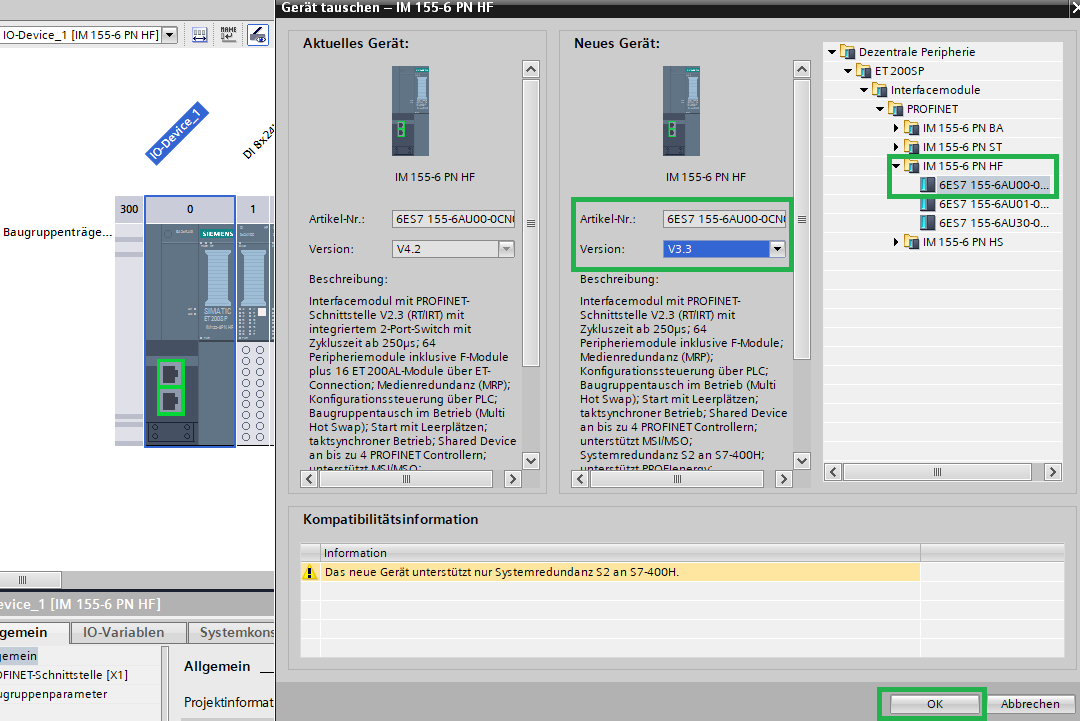 Gerät tauschen – IM 155-6 PN HF
IO-Device_1 [IM 155-6 PN HF]
NAME
IO-Device_1
DI 8x24
300
0
1
Baugruppenträge...
SIEMENS
SIMATIC
ET 200SP
Aktuelles Gerät:
IM 155-6 PN HF
Artikel-Nr.:
6ES7 155-6AU00-0CN
Version:
V4.2
Beschreibung:
Interfacemodul mit PROFINET-
Schnittstelle V2.3 (RT/IRT) mit
integriertem 2-Port-Switch mit
Zykluszeit ab 250µs; 64
Peripheriemodule inklusive F-Module
plus 16 ET 200AL-Module über ET-
Connection; Medienredundanz (MRP);
Konfigurationssteuerung über PLC;
Baugruppentausch im Betrieb (Multi
Hot Swap); Start mit Leerplätzen;
taktsynchroner Betrieb; Shared Device
an bis zu 4 PROFINET Controllern;
unterstützt MSI/MSO;
Neues Gerät:
IM 155-6 PN HF
Artikel-Nr.:
6ES7 155-6AU00-0CN
Version:
V3.3
Beschreibung:
Interfacemodul mit PROFINET-
Schnittstelle V2.3 (RT/IRT) mit
Zykluszeit ab 250µs; 64
Peripheriemodule inklusive F-Module;
Medienredundanz (MRP);
Konfigurationssteuerung über PLC;
Baugruppentausch im Betrieb (Multi
Hot Swap); Start mit Leerplätzen;
taktsynchroner Betrieb; Shared Device
an bis zu 4 PROFINET Controllern;
unterstützt MSI/MSO;
Systemredundanz S2 an S7-400H;
unterstützt PROFIenergy;
Dezentrale Peripherie
ET 200SP
Interfacemodule
PROFINET
IM 155-6 PN BA
IM 155-6 PN ST
IM 155-6 PN HF
6ES7 155-6AU00-0...
6ES7 155-6AU01-0...
6ES7 155-6AU30-0...
IM 155-6 PN HS
Kompatibilitätsinformation
Information
Das neue Gerät unterstützt nur Systemredundanz S2 an S7-400H.
OK
Abbrechen
evice_1 [IM 155-6 PN HF]
gemein
IO-Variablen
Systemkons
gemein
OFINET-Schnittstelle [X1]
ugruppenparameter
Allgemein
Projektinformat